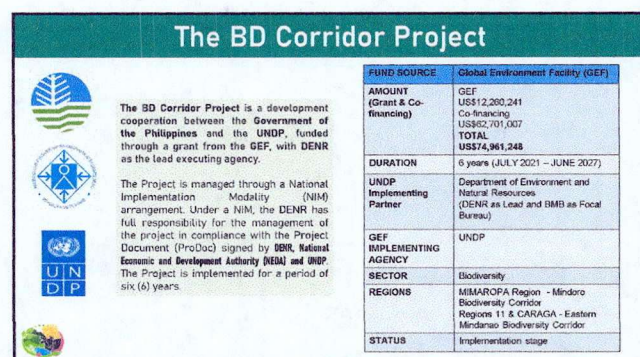 The BD Corridor Project
The BD Corridor Project is a development
cooperation between the Government of
the Philippines and the UNDP, funded
through a grant from the GEF, with DENR
as the lead executing agency.
The Project is managed through a National
Implementation Modality (NIM)
arrangement. Under a NIM, the DENR has
full responsibility for the management of
the project in compliance with the Project
Document (ProDoc) signed by DENR, National
Economic and Development Authority (NEDA) and UNDP.
The Project is implemented for a period of
six (6) years.
U N
D P
FUND SOURCE Global Environment Facility (GEF)
AMOUNT GEF
(Grant & Co- US$12,260,241
financing) Co-financing
US$62,701,007
TOTAL
US$74,961,248
DURATION 6 years (JULY 2021 – JUNE 2027)
UNDP Department of Environment and
Implementing Natural Resources
Partner (DENR as Lead and BMB as Focal
Bureau)
GEF UNDP
IMPLEMENTING
AGENCY
SECTOR Biodiversity
REGIONS MIMAROPA Region - Mindoro
Biodiversity Corridor
Regions 11 & CARAGA - Eastern
Mindanao Biodiversity Corridor
STATUS Implementation stage